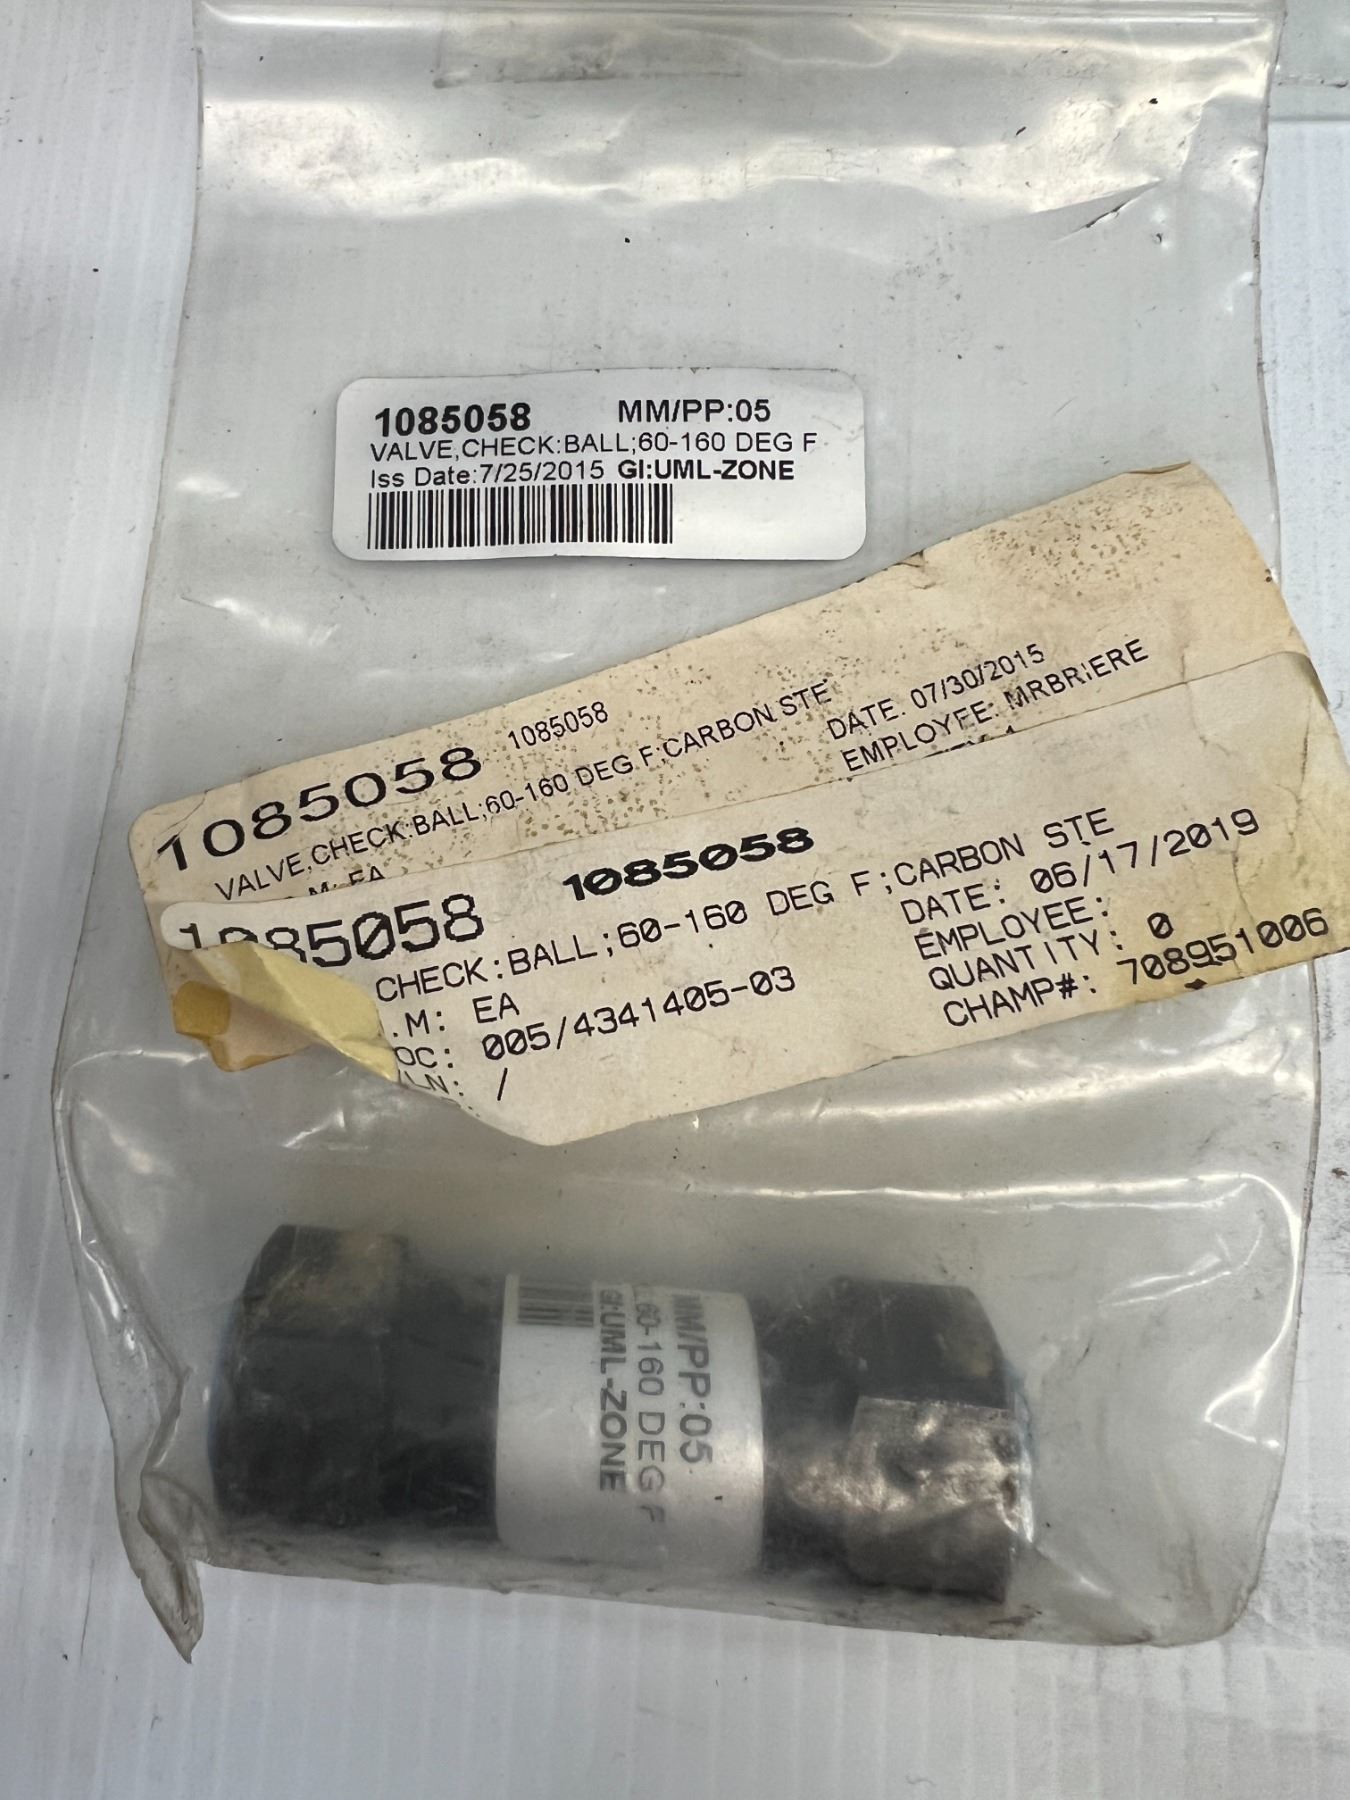 1085058 MM/PP:05
VALVE,CHECK:BALL;60-160 DEG F
Iss Date:7/25/2015 GI:UML-ZONE
1085058 1085058
VALVE,CHECK:BALL;60-160 DEG F;CARBON STE
DATE: 07/30/2015
EMPLOYEE: MRBRIERE
M: EA
1085058 1085058
CHECK:BALL;60-160 DEG F;CARBON STE
.M: EA
DATE: 06/17/2019
OC: 005/4341405-03
EMPLOYEE:
/LN: /
QUANTITY: 0
CHAMP#: 708951006
MM/PP:05
60-160 DEG F
GI:UML-ZONE